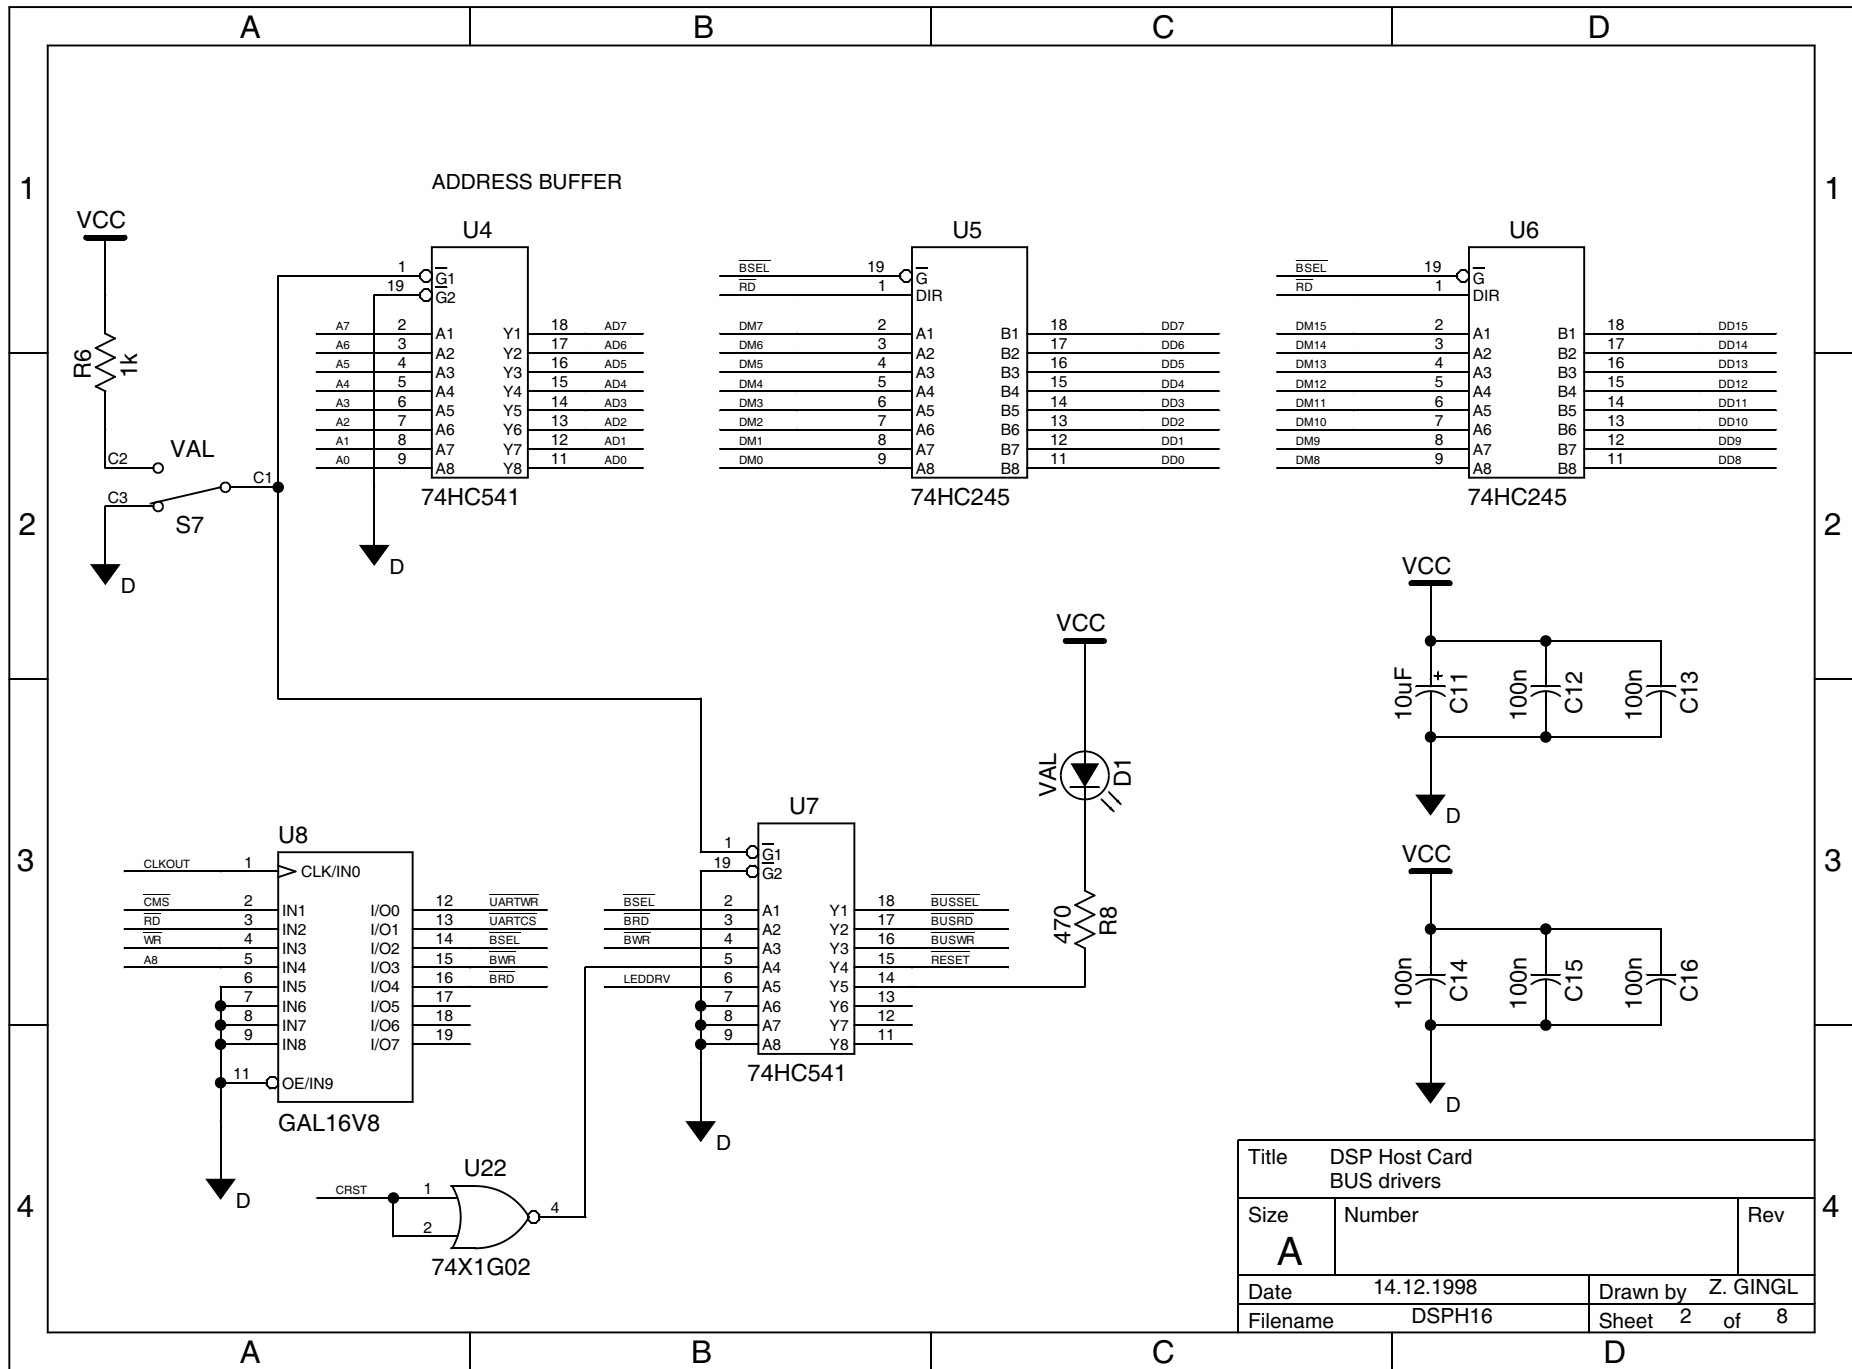 A B C D
1 1
2 2
3 3
4 4
ADDRESS BUFFER
VCC
R6
1k
C2 VAL
C3 C1
S7
D
U4
1 G1
19 G2
A7 2 A1 Y1 18 AD7
A6 3 A2 Y2 17 AD6
A5 4 A3 Y3 16 AD5
A4 5 A4 Y4 15 AD4
A3 6 A5 Y5 14 AD3
A2 7 A6 Y6 13 AD2
A1 8 A7 Y7 12 AD1
A0 9 A8 Y8 11 AD0
74HC541
D
U5
BSEL 19 G
RD 1 DIR
DM7 2 A1 B1 18 DD7
DM6 3 A2 B2 17 DD6
DM5 4 A3 B3 16 DD5
DM4 5 A4 B4 15 DD4
DM3 6 A5 B5 14 DD3
DM2 7 A6 B6 13 DD2
DM1 8 A7 B7 12 DD1
DM0 9 A8 B8 11 DD0
74HC245
U6
BSEL 19 G
RD 1 DIR
DM15 2 A1 B1 18 DD15
DM14 3 A2 B2 17 DD14
DM13 4 A3 B3 16 DD13
DM12 5 A4 B4 15 DD12
DM11 6 A5 B5 14 DD11
DM10 7 A6 B6 13 DD10
DM9 8 A7 B7 12 DD9
DM8 9 A8 B8 11 DD8
74HC245
VCC
10uF + C11 100n C12 100n C13
D
VCC
100n C14 100n C15 100n C16
D
VCC
VAL D1
470 R8
U8
CLKOUT 1 CLK/IN0
CMS 2 IN1 I/O0 12 UARTWR
RD 3 IN2 I/O1 13 UARTCS
WR 4 IN3 I/O2 14 BSEL
A8 5 IN4 I/O3 15 BWR
6 IN5 I/O4 16 BRD
7 IN6 I/O5 17
8 IN7 I/O6 18
9 IN8 I/O7 19
11 OE/IN9
GAL16V8
D
U7
1 G1
19 G2
BSEL 2 A1 Y1 18 BUSSEL
BRD 3 A2 Y2 17 BUSRD
BWR 4 A3 Y3 16 BUSWR
5 A4 Y4 15 RESET
LEDDRV 6 A5 Y5 14
7 A6 Y6 13
8 A7 Y7 12
9 A8 Y8 11
74HC541
D
U22
CRST 1
2
4
74X1G02
Title DSP Host Card
BUS drivers
Size Number Rev
A
Date 14.12.1998 Drawn by Z. GINGL
Filename DSPH16 Sheet 2 of 8
A B C D